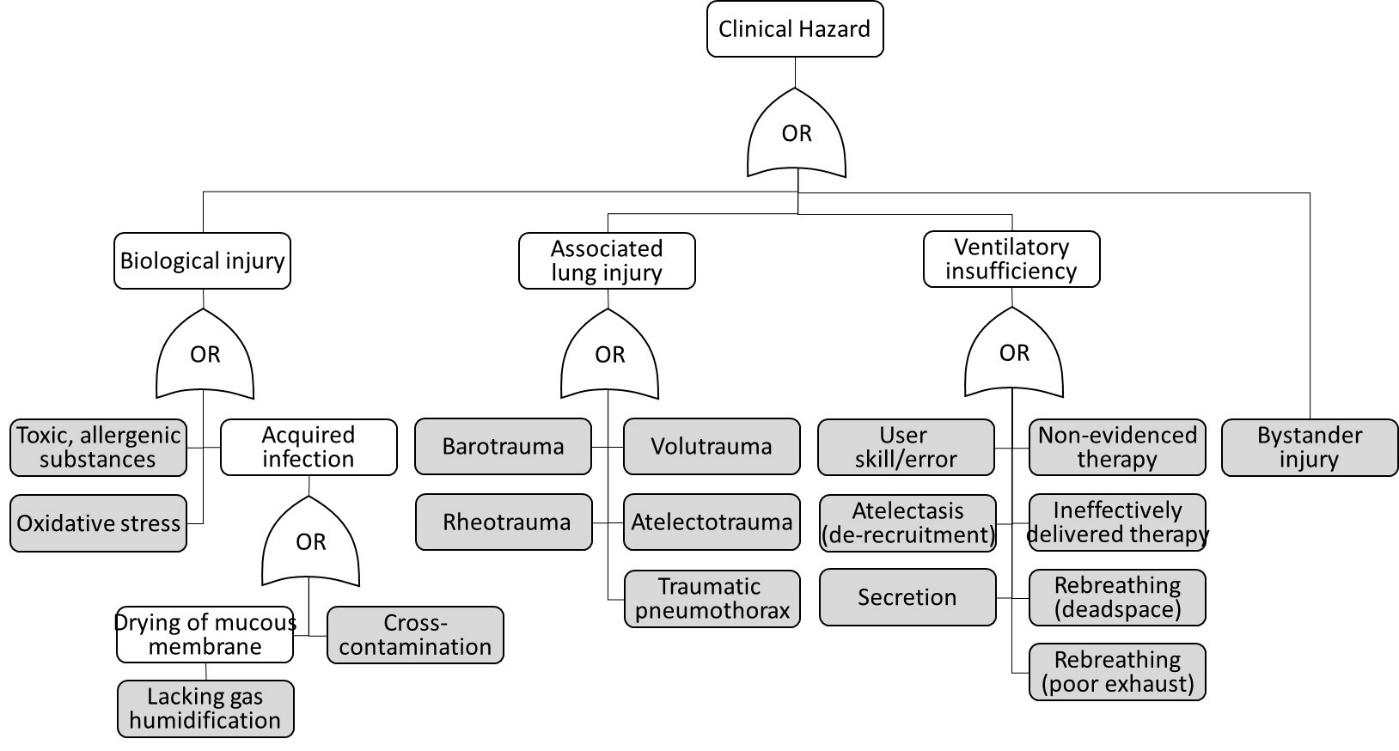 Clinical Hazard
OR
Biological injury
Associated
lung injury
Ventilatory
insufficiency
OR
OR
OR
Toxic, allergenic
substances
Acquired
infection
Barotrauma
Volutrauma
User
skill/error
Non-evidenced
therapy
Bystander
injury
Oxidative stress
OR
Rheotrauma
Atelectotrauma
Atelectasis
(de-recruitment)
Ineffectively
delivered therapy
Traumatic
pneumothorax
Secretion
Rebreathing
(deadspace)
Drying of mucous
membrane
Cross-
contamination
Rebreathing
(poor exhaust)
Lacking gas
humidification